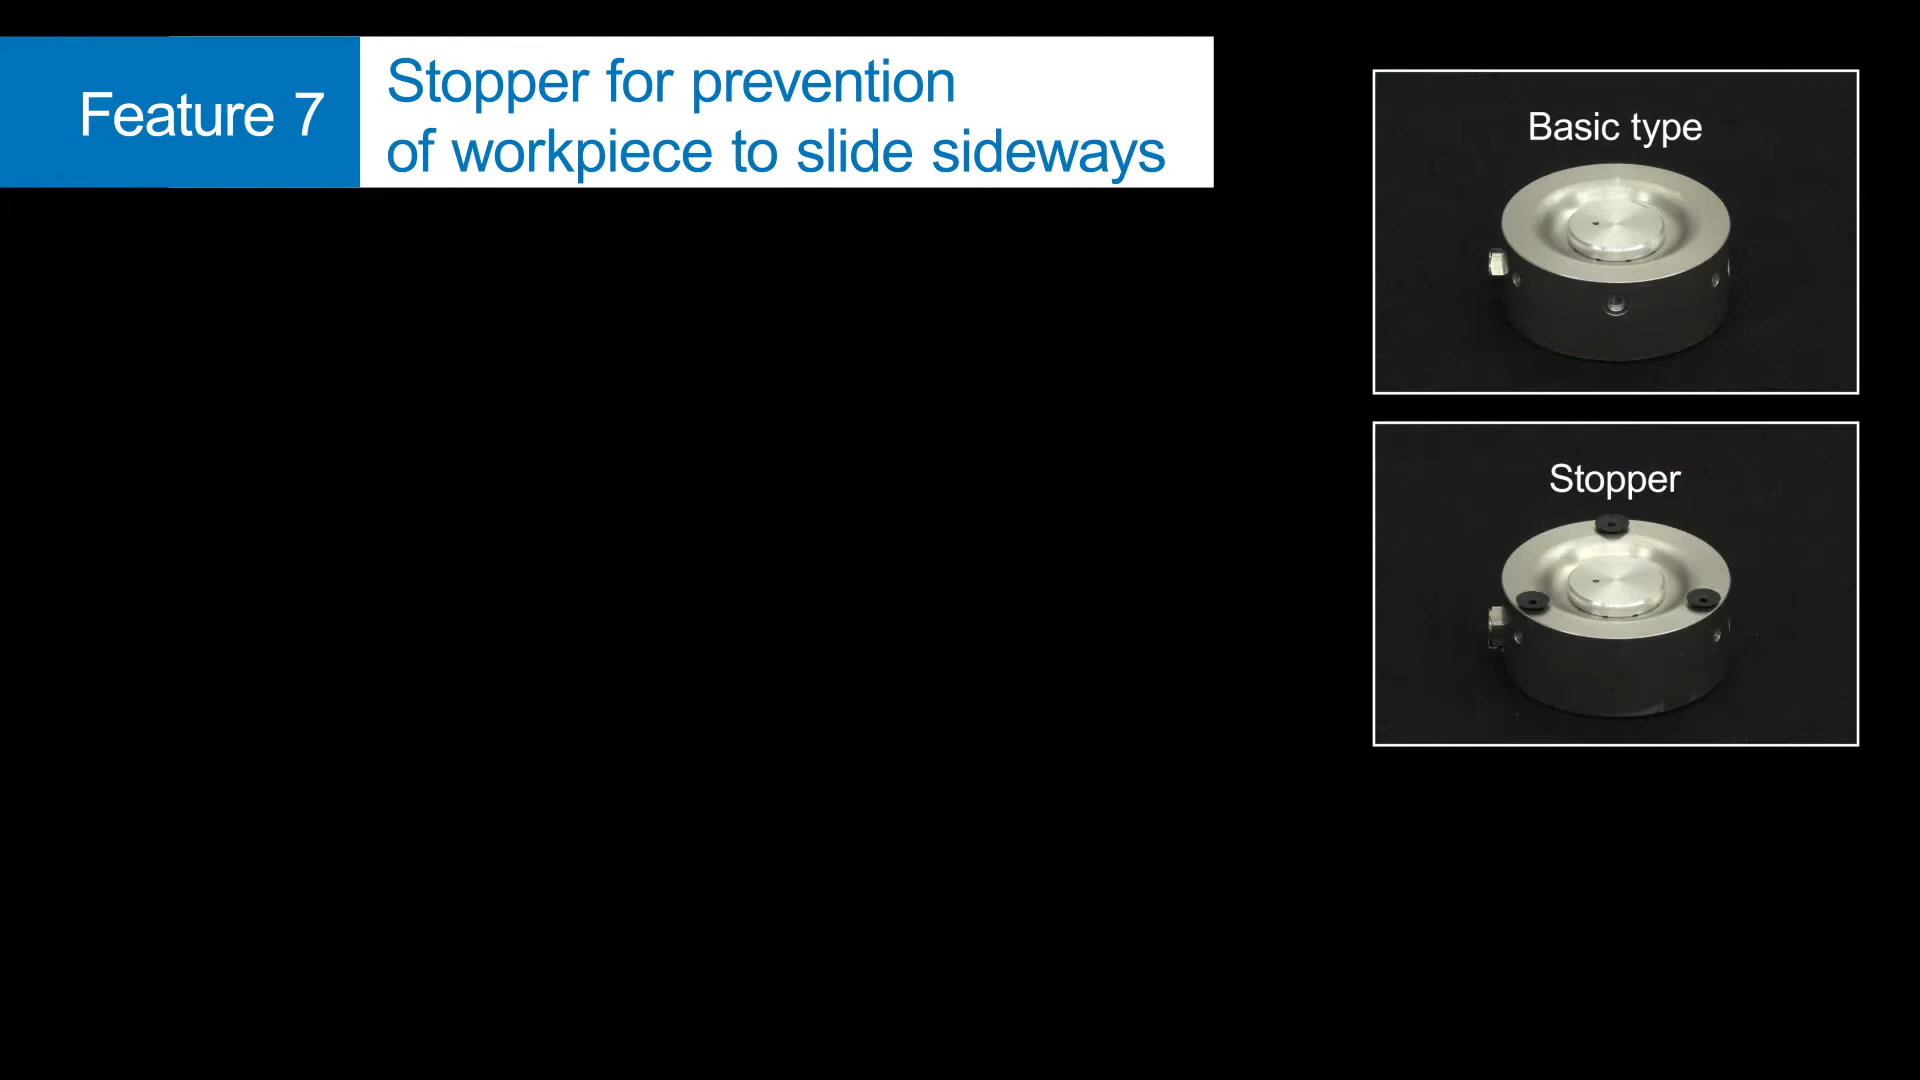 Feature 7
Stopper for prevention
of workpiece to slide sideways
Basic type
Stopper